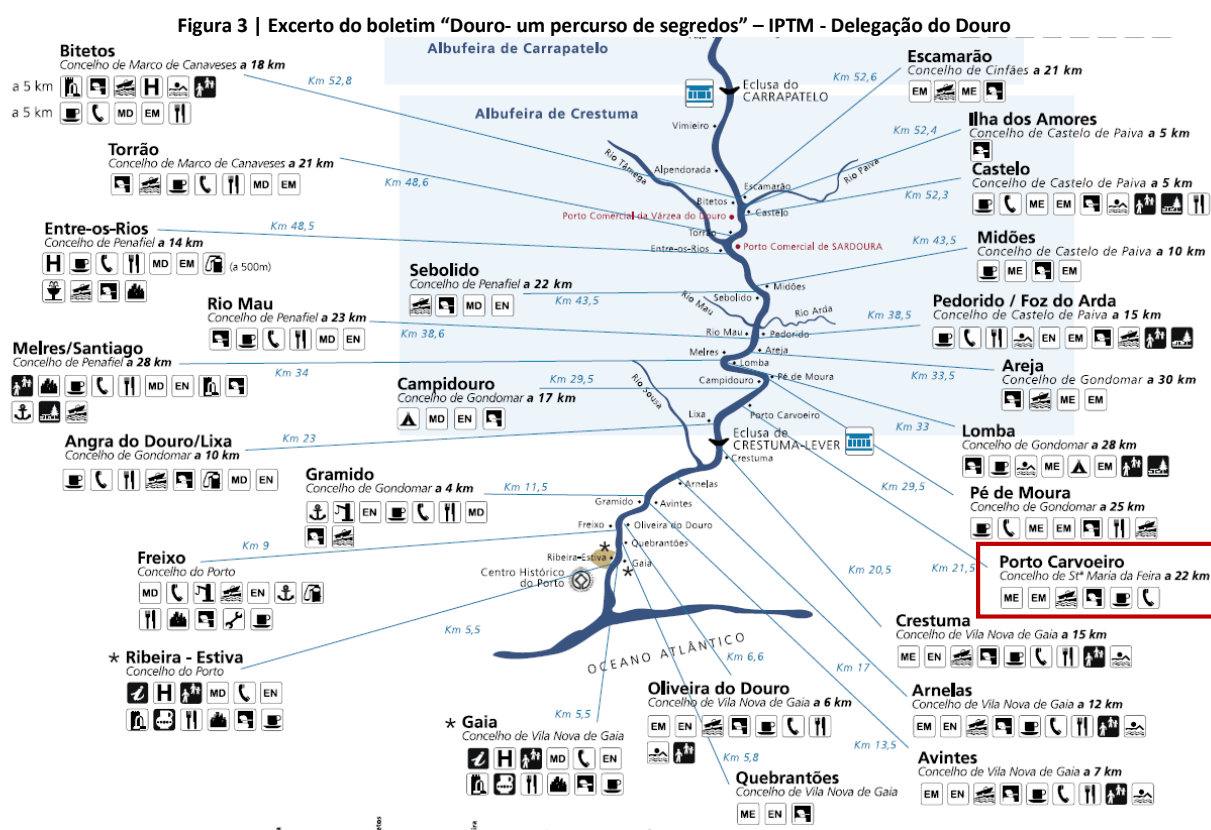 Figura 3 | Excerto do boletim “Douro- um percurso de segredos” – IPTM - Delegação do Douro
Albufeira de Carrapatelo
Bitetos
Concelho de Marco de Canaveses a 18 km
a 5 km H
a 5 km MD EM
Km 52,8
Km 52,6
Escamarão
Concelho de Cinfães a 21 km
EM ME
Eclusa do
CARRAPATELO
Albufeira de Crestuma
Vimieiro
Km 52,4
Ilha dos Amores
Concelho de Castelo de Paiva a 5 km
Torrão
Concelho de Marco de Canaveses a 21 km
MD EM
Km 48,6
Rio Tâmega
Alpendorada
Rio Paiva
Escamarão
Bitetos
Castelo
Porto Comercial da Várzea do Douro
Torrão
Km 52,3
Castelo
Concelho de Castelo de Paiva a 5 km
ME EM
Entre-os-Rios
Concelho de Penafiel a 14 km
H MD EM (a 500m)
Km 48,5
Entre-os-Rios
Porto Comercial de SARDOURA
Km 43,5
Midões
Concelho de Castelo de Paiva a 10 km
ME EM
Sebolido
Concelho de Penafiel a 22 km
MD EN
Km 43,5
Midões
Sebolido
Rio Mau
Rio Arda
Rio Mau
Concelho de Penafiel a 23 km
MD EN
Km 38,6
Rio Mau
Pedorido
Km 38,5
Pedorido / Foz do Arda
Concelho de Castelo de Paiva a 15 km
EN EM
Melres/Santiago
Concelho de Penafiel a 28 km
MD EN
Km 34
Melres
Areja
Lomba
Km 33,5
Areja
Concelho de Gondomar a 30 km
ME EM
Campidouro
Concelho de Gondomar a 17 km
MD EN
Km 29,5
Campidouro
Pé de Moura
Rio Sousa
Lixa
Porto Carvoeiro
Km 33
Lomba
Concelho de Gondomar a 28 km
ME EM
Angra do Douro/Lixa
Concelho de Gondomar a 10 km
MD EN
Km 23
Eclusa de
CRESTUMA-LEVER
Crestuma
Km 29,5
Pé de Moura
Concelho de Gondomar a 25 km
ME EM
Gramido
Concelho de Gondomar a 4 km
EN MD
Km 11,5
Arnelas
Gramido
Avintes
Freixo
Oliveira do Douro
Quebrantões
* Ribeira-Estiva
Gaia
*
Centro Histórico
do Porto
Km 21,5
Porto Carvoeiro
Concelho de Stª Maria da Feira a 22 km
ME EM
Freixo
Concelho do Porto
MD EN
Km 9
Km 20,5
Crestuma
Concelho de Vila Nova de Gaia a 15 km
ME EN
Km 5,5
OCEANO ATLÂNTICO
* Ribeira - Estiva
Concelho do Porto
i H MD EN
Km 6,6
Km 17
Oliveira do Douro
Concelho de Vila Nova de Gaia a 6 km
EM EN
Arnelas
Concelho de Vila Nova de Gaia a 12 km
EM EN
* Gaia
Concelho de Vila Nova de Gaia
i H MD EN
Km 5,5
Km 5,8
Km 13,5
Avintes
Concelho de Vila Nova de Gaia a 7 km
EM EN
Quebrantões
Concelho de Vila Nova de Gaia
ME EN